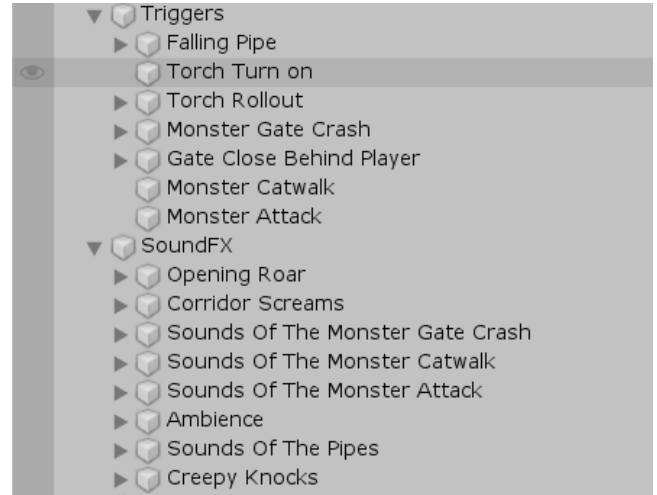 Triggers
Falling Pipe
Torch Turn on
Torch Rollout
Monster Gate Crash
Gate Close Behind Player
Monster Catwalk
Monster Attack
SoundFX
Opening Roar
Corridor Screams
Sounds Of The Monster Gate Crash
Sounds Of The Monster Catwalk
Sounds Of The Monster Attack
Ambience
Sounds Of The Pipes
Creepy Knocks